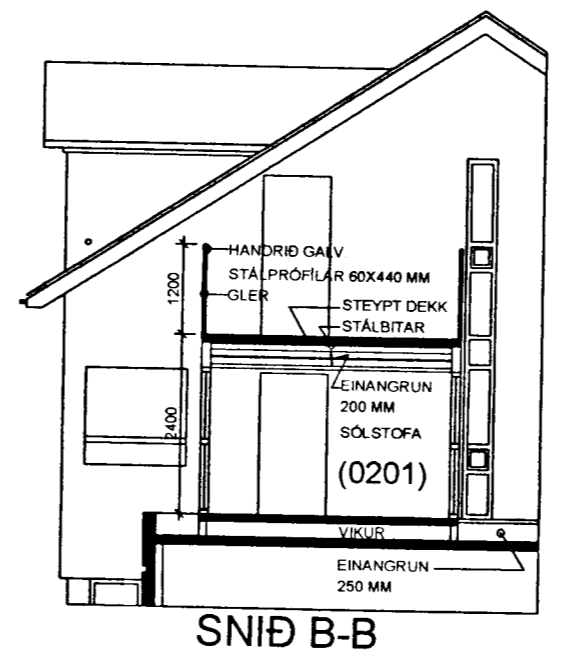 HANDRIÐ GALV.
STÁLPRÓFÍLAR 60X440 MM
GLER
1200
STEYPT DEKK
STÁLBITAR
EINANGRUN
200 MM
2400
SÓLSTOFA
(0201)
VIKUR
EINANGRUN
250 MM
SNIÐ B-B